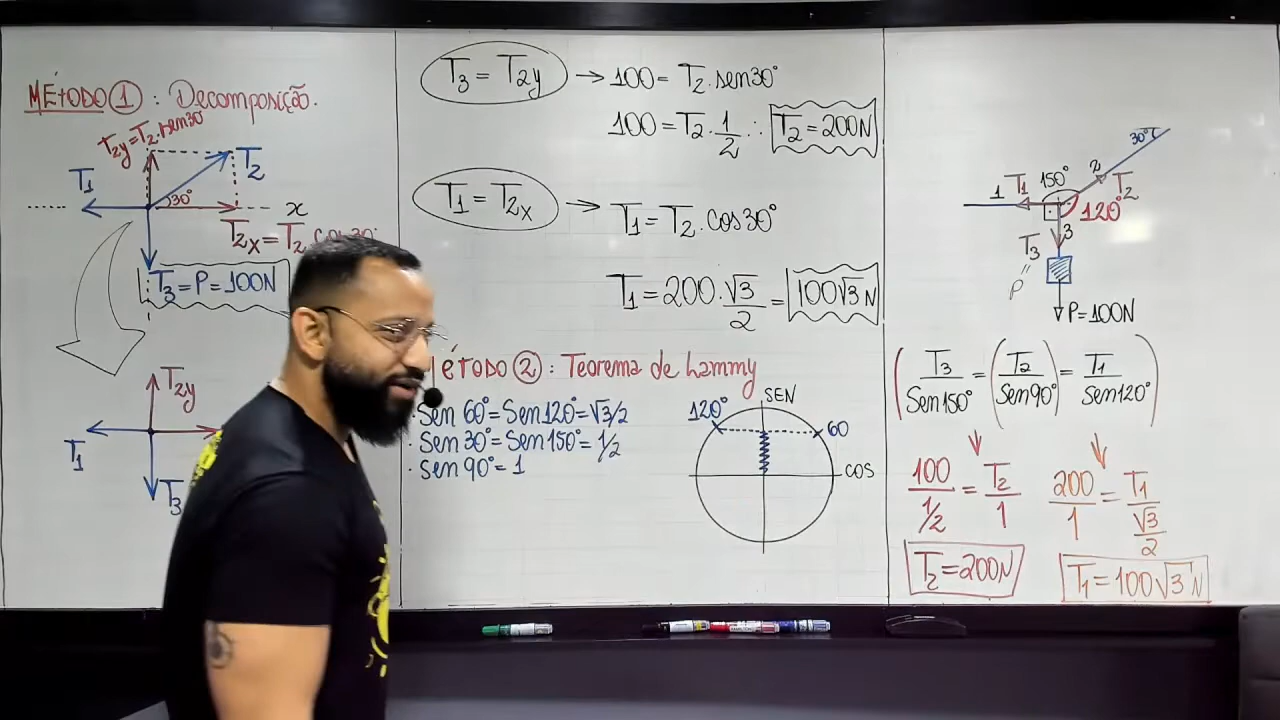 MÉTODO 1 : Decomposição.
T2y=T2.sen30°
T1
T2
30°
x
T2x=T2 cos30°
T3=P=100N
T2y
T1
T3
T3 = T2y → 100 = T2.sen30°
100 = T2.1/2 ∴ T2 = 200N
T1 = T2x → T1 = T2.cos30°
T1 = 200.√3/2 = 100√3 N
ÉTODO 2 : Teorema de Lammy
. Sen 60° = Sen 120° = √3/2
. Sen 30° = Sen 150° = 1/2
. sen 90° = 1
SEN
120°
60
COS
30°
1
T1
150°
2
T2
120°
T3
3
P
P=100N
(T3/Sen150° = (T2/Sen90°) = T1/Sen120°)
100/1/2 = T2/1
200/1 = T1/√3/2
T2=200N
T1=100√3 N